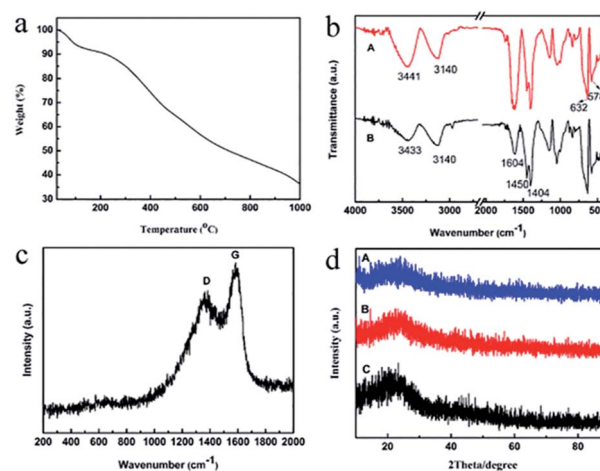 a
100
90
80
70
60
50
40
30
Weight (%)
0 200 400 600 800 1000
Temperature (°C)
b
A
3441
3140
632
578
B
3433
3140
1604
1450
1404
Transmittance (a.u.)
4000 3500 3000 2000 1500 1000 500
Wavenumber (cm-1)
c
D
G
Intensity (a.u.)
200 400 600 800 1000 1200 1400 1600 1800 2000
Wavenumber (cm-1)
d
A
B
C
Intensity (a.u.)
20 40 60 80
2Theta/degree